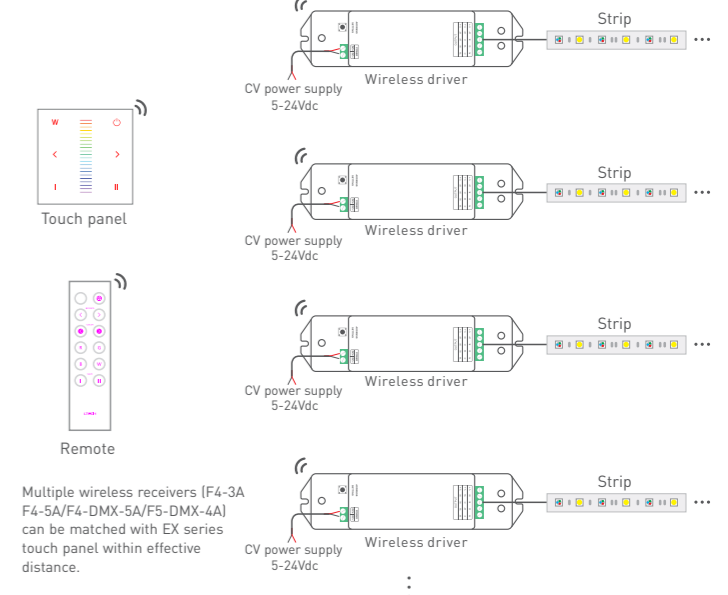 Strip
Wireless driver
CV power supply
5-24Vdc
W
I
II
Touch panel
Strip
Wireless driver
CV power supply
5-24Vdc
Strip
Wireless driver
CV power supply
5-24Vdc
Remote
Strip
Wireless driver
CV power supply
5-24Vdc
Multiple wireless receivers (F4-3A
F4-5A/F4-DMX-5A/F5-DMX-4A)
can be matched with EX series
touch panel within effective
distance.